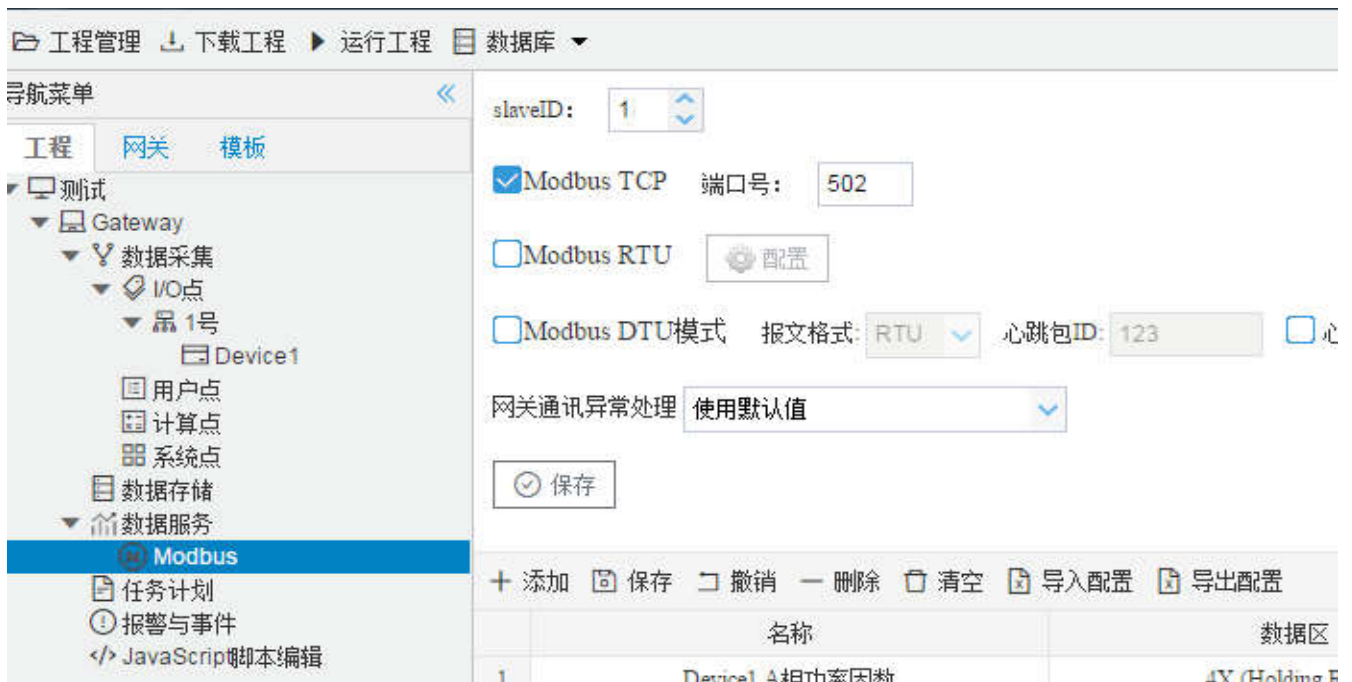 工程管理 下载工程 运行工程 数据库
导航菜单
工程 网关 模板
测试
Gateway
数据采集
I/O点
1号
Device1
用户点
计算点
系统点
数据存储
数据服务
Modbus
任务计划
报警与事件
</> JavaScript脚本编辑
slaveID: 1
Modbus TCP 端口号: 502
Modbus RTU 配置
Modbus DTU模式 报文格式: RTU 心跳包ID: 123 心
网关通讯异常处理 使用默认值
保存
添加 保存 撤销 删除 清空 导入配置 导出配置
名称 数据区
1 Device1.A相功率因数 4X (Holding